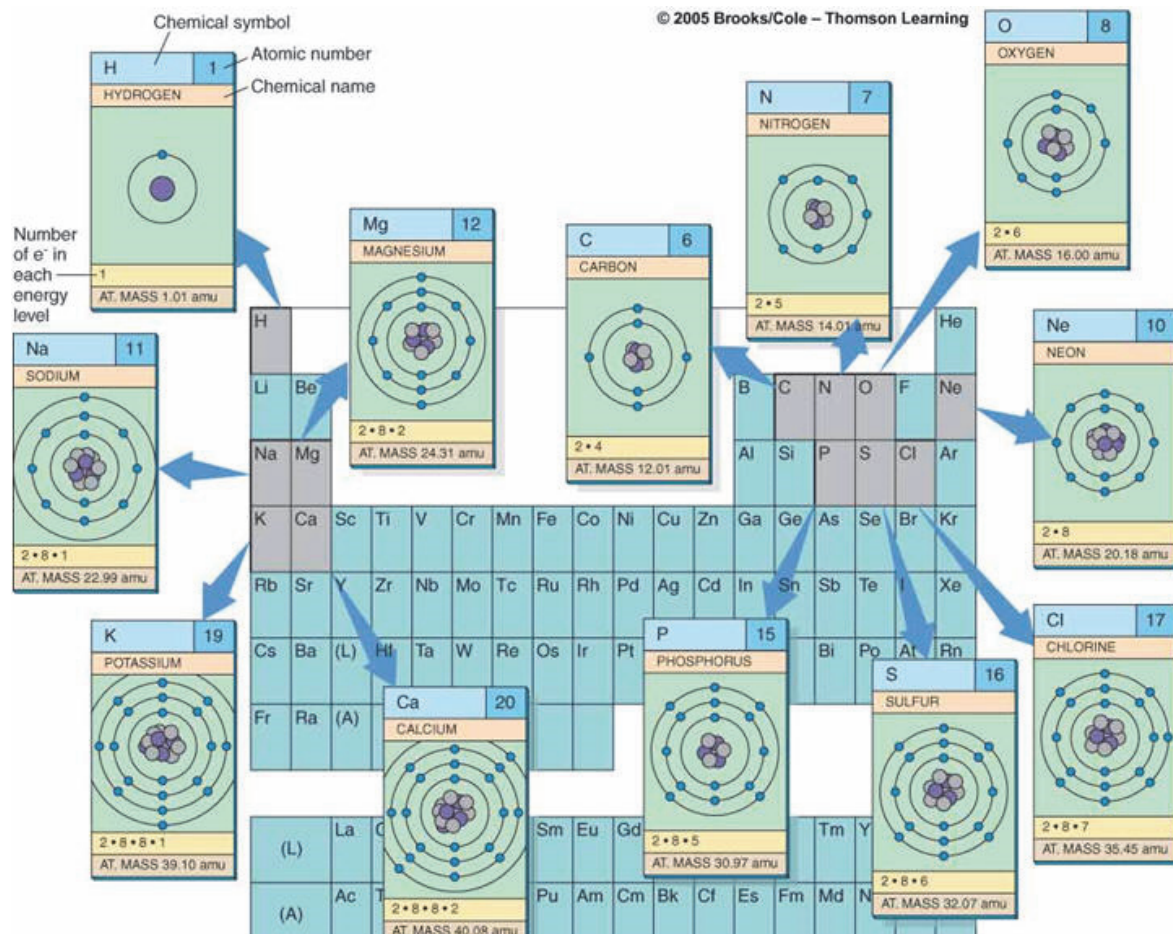 Chemical symbol
© 2005 Brooks/Cole – Thomson Learning
H 1
HYDROGEN
1
AT. MASS 1.01 amu
Atomic number
Chemical name
Number
of e⁻ in
each
energy
level
O 8
OXYGEN
2•6
AT. MASS 16.00 amu
N 7
NITROGEN
2•5
AT. MASS 14.01 amu
Mg 12
MAGNESIUM
2•8•2
AT. MASS 24.31 amu
C 6
CARBON
2•4
AT. MASS 12.01 amu
Na 11
SODIUM
2•8•1
AT. MASS 22.99 amu
Ne 10
NEON
2•8
AT. MASS 20.18 amu
H He
Li Be B C N O F Ne
Na Mg Al Si P S Cl Ar
K Ca Sc Ti V Cr Mn Fe Co Ni Cu Zn Ga Ge As Se Br Kr
Rb Sr Y Zr Nb Mo Tc Ru Rh Pd Ag Cd In Sn Sb Te I Xe
Cs Ba (L) Hf Ta W Re Os Ir Pt Bi Po At Rn
Fr Ra (A)
K 19
POTASSIUM
2•8•8•1
AT. MASS 39.10 amu
Ca 20
CALCIUM
2•8•8•2
AT. MASS 40.08 amu
P 15
PHOSPHORUS
2•8•5
AT. MASS 30.97 amu
S 16
SULFUR
2•8•6
AT. MASS 32.07 amu
Cl 17
CHLORINE
2•8•7
AT. MASS 35.45 amu
(L) La Sm Eu Gd Tm
(A) Ac Pu Am Cm Bk Cf Es Fm Md